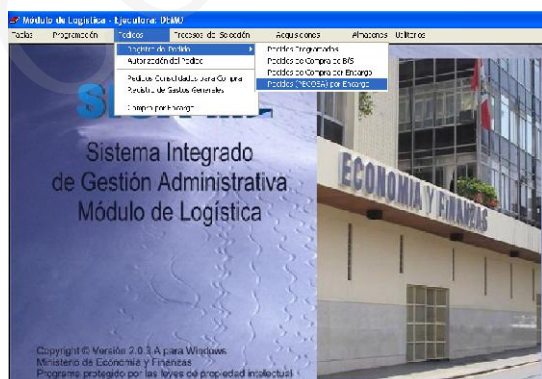 Módulo de Logística - Ejecutora: DEMO
Tablas Programación Pedidos Procesos de Selección Adquisiciones Almacenes Utilitarios
Registro de Pedido
Autorización del Pedido
Pedidos Consolidados para Compra
Registro de Gastos Generales
Compra por Encargo
Pedidos Programados
Pedidos de Compra de B/S
Pedidos de Compra por Encargo
Pedidos (PECOSA) por Encargo
Sistema Integrado
de Gestión Administrativa
Módulo de Logística
ECONOMIA Y FINANZAS
Copyright © Versión 2.0.3.A para Windows
Ministerio de Economía y Finanzas
Programa protegido por las leyes de propiedad intelectual